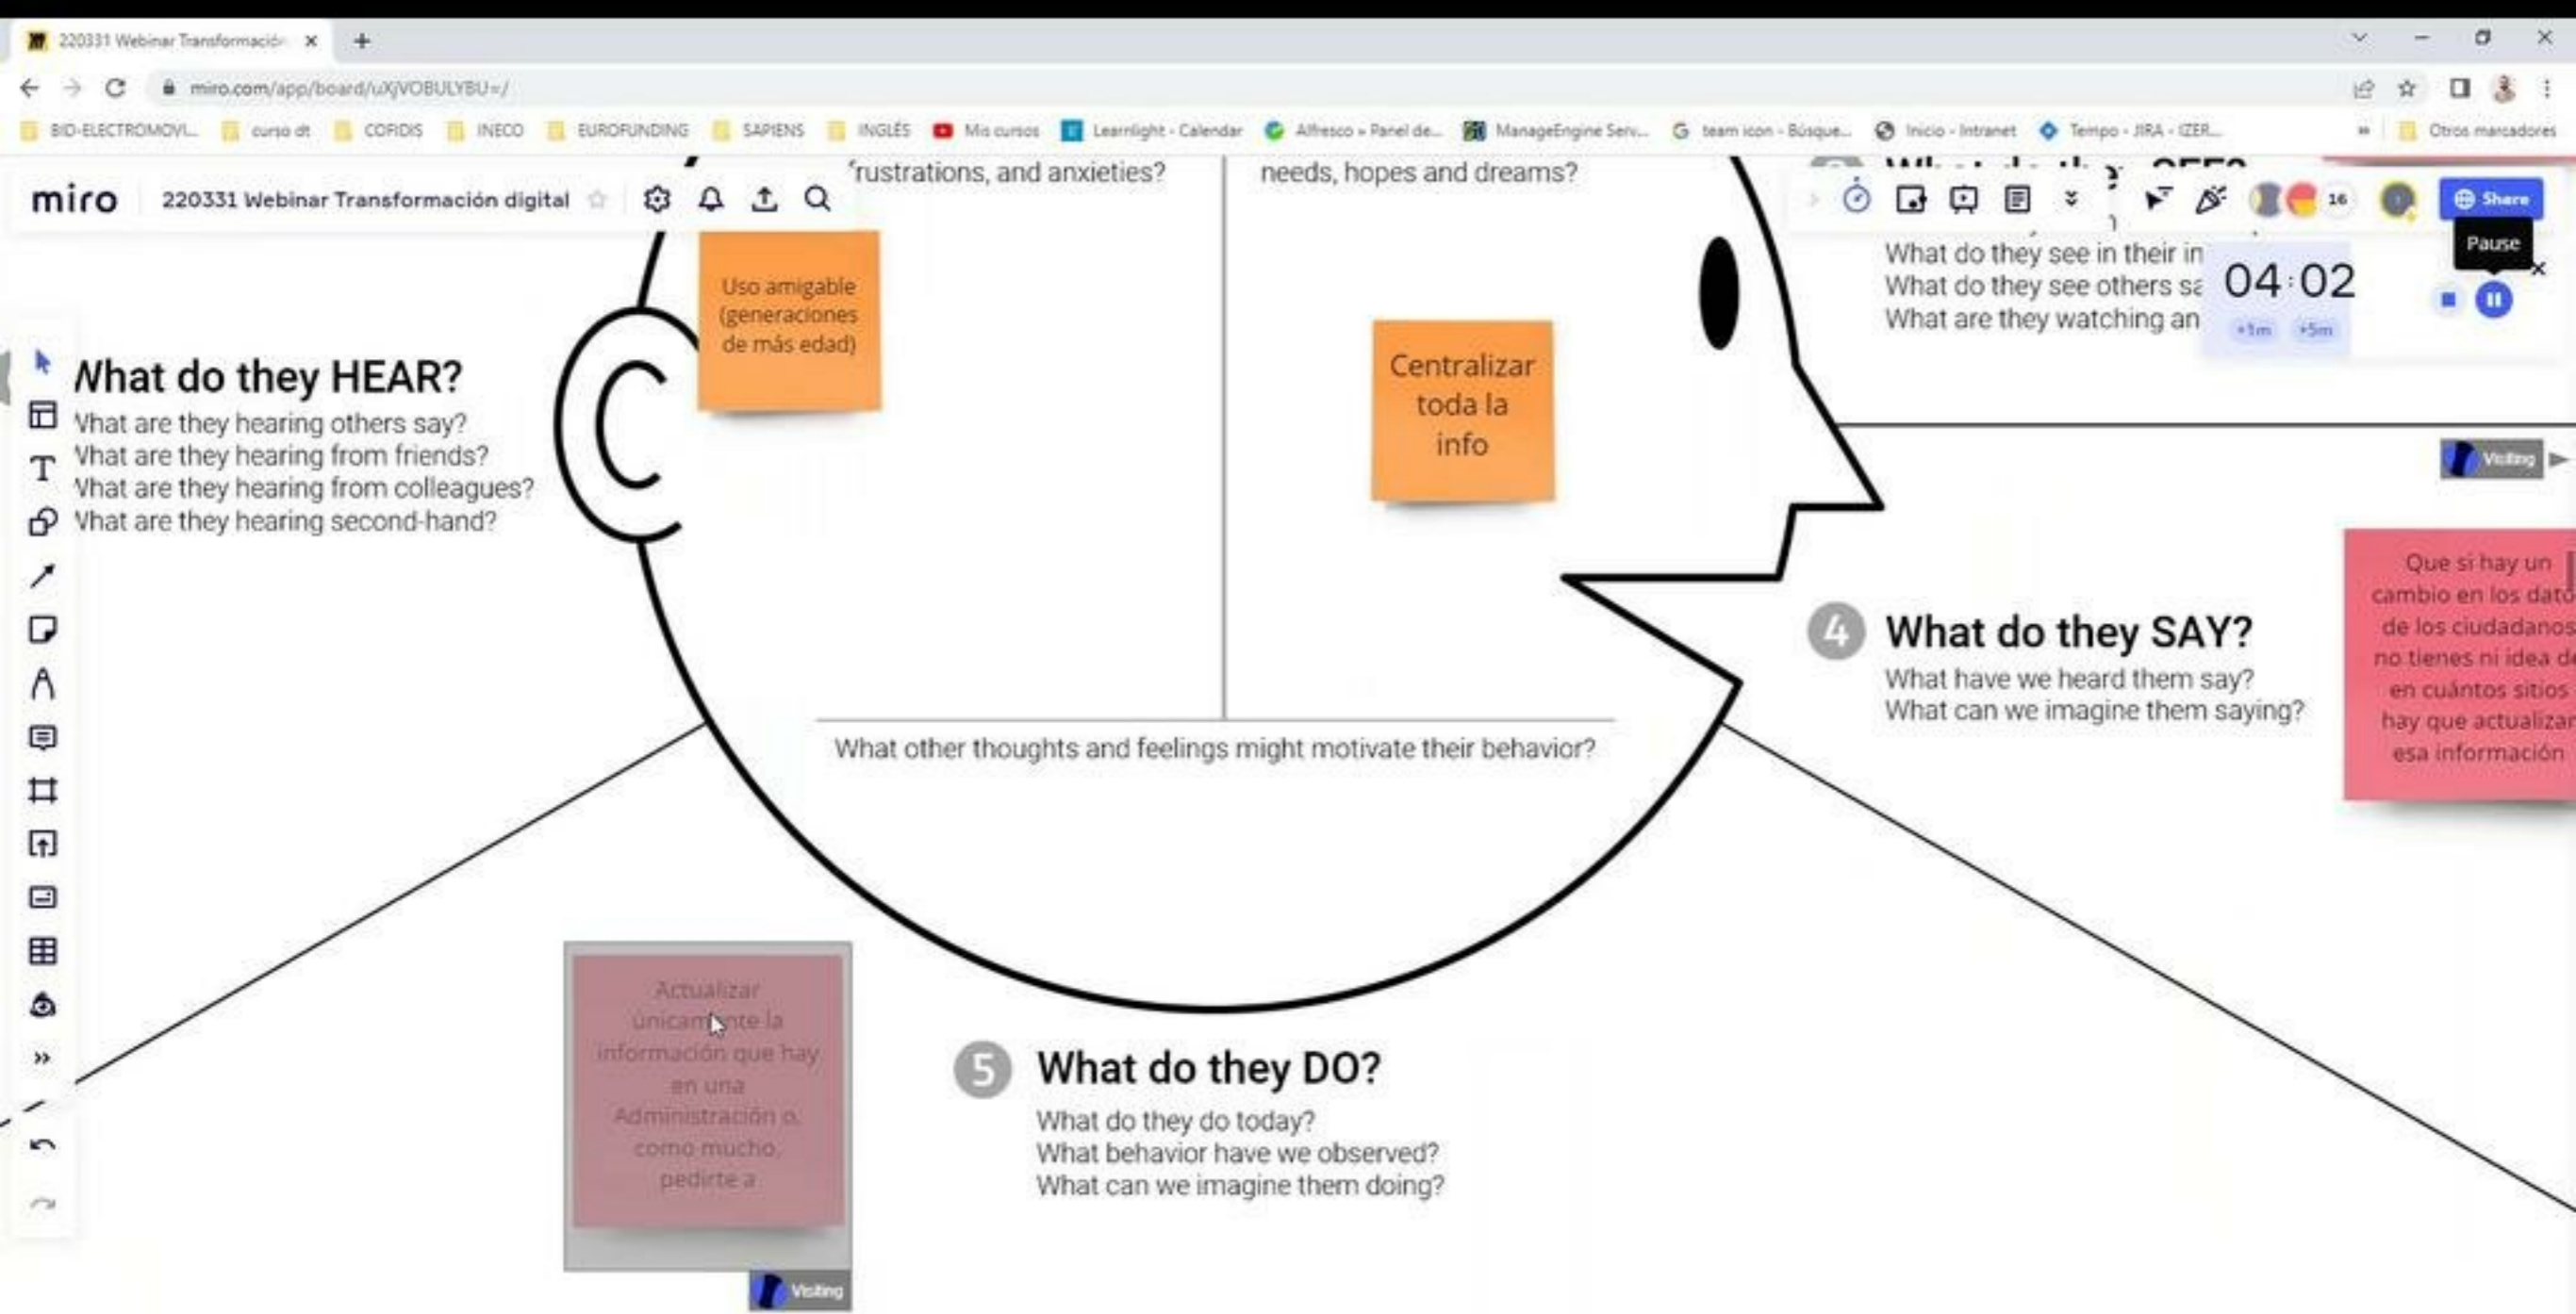 220331 Webinar Transformación
miro.com/app/board/uXjVOBULYBU=/
BIO-ELECTROMOVI... curso dt COFIDIS INECO EUROFUNDING SAPIENS INGLÉS Mis cursos Learnlight - Calendar Alfresco » Panel de... ManageEngine Serv... team icon - Búsque... Inicio - Intranet Tempo - JIRA - IZER... Otros marcadores
miro 220331 Webinar Transformación digital
16 Share
Pause
04:02
+1m +5m
frustrations, and anxieties?
needs, hopes and dreams?
What do they see in their
What do they see others
What are they watching
Uso amigable
(generaciones
de más edad)
Centralizar
toda la
info
What do they HEAR?
What are they hearing others say?
What are they hearing from friends?
What are they hearing from colleagues?
What are they hearing second-hand?
Visiting
4 What do they SAY?
What have we heard them say?
What can we imagine them saying?
Que si hay un
cambio en los dato
de los ciudadanos
no tienes ni idea de
en cuántos sitios
hay que actualizar
esa información
What other thoughts and feelings might motivate their behavior?
Actualizar
únicamente la
información que hay
en una
Administración o,
como mucho,
pedirte a
Visiting
5 What do they DO?
What do they do today?
What behavior have we observed?
What can we imagine them doing?